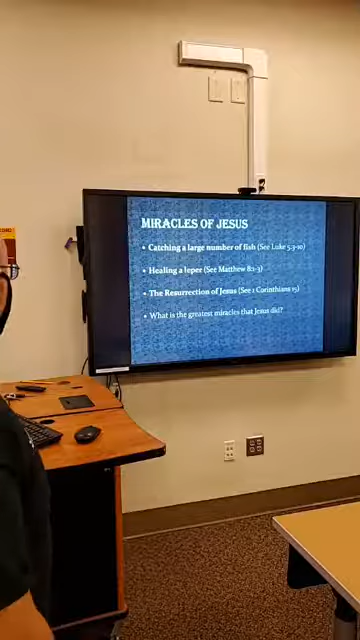 MIRACLES OF JESUS
Catching a large number of fish (See Luke 5:3-10)
Healing a leper (See Matthew 8:1-3)
The Resurrection of Jesus (See 1 Corinthians 15)
What is the greatest miracles that Jesus did?